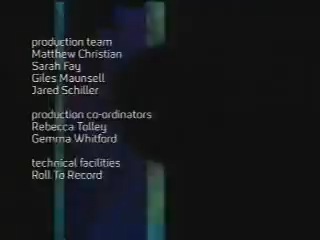 production team
Matthew Christian
Sarah Fay
Giles Maunsell
Jared Schiller
production co-ordinators
Rebecca Tolley
Gemma Whitford
technical facilities
Roll To Record